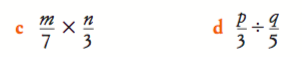 c m/7 × n/3 d p/3 ÷ q/5